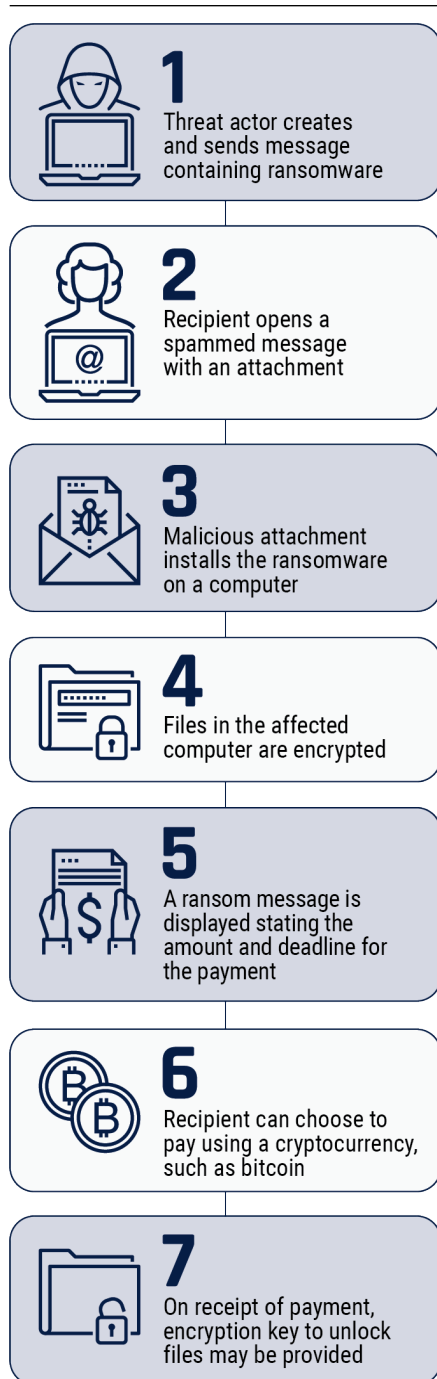 1
Threat actor creates
and sends message
containing ransomware
2
Recipient opens a
spammed message
with an attachment
@
3
Malicious attachment
installs the ransomware
on a computer
4
Files in the affected
computer are encrypted
5
A ransom message is
displayed stating the
amount and deadline for
the payment
$
6
Recipient can choose to
pay using a cryptocurrency,
such as bitcoin
7
On receipt of payment,
encryption key to unlock
files may be provided